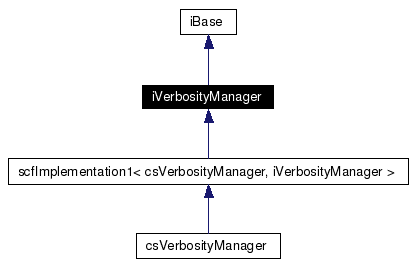 iBase
iVerbosityManager
scfImplementation1< csVerbosityManager, iVerbosityManager >
csVerbosityManager